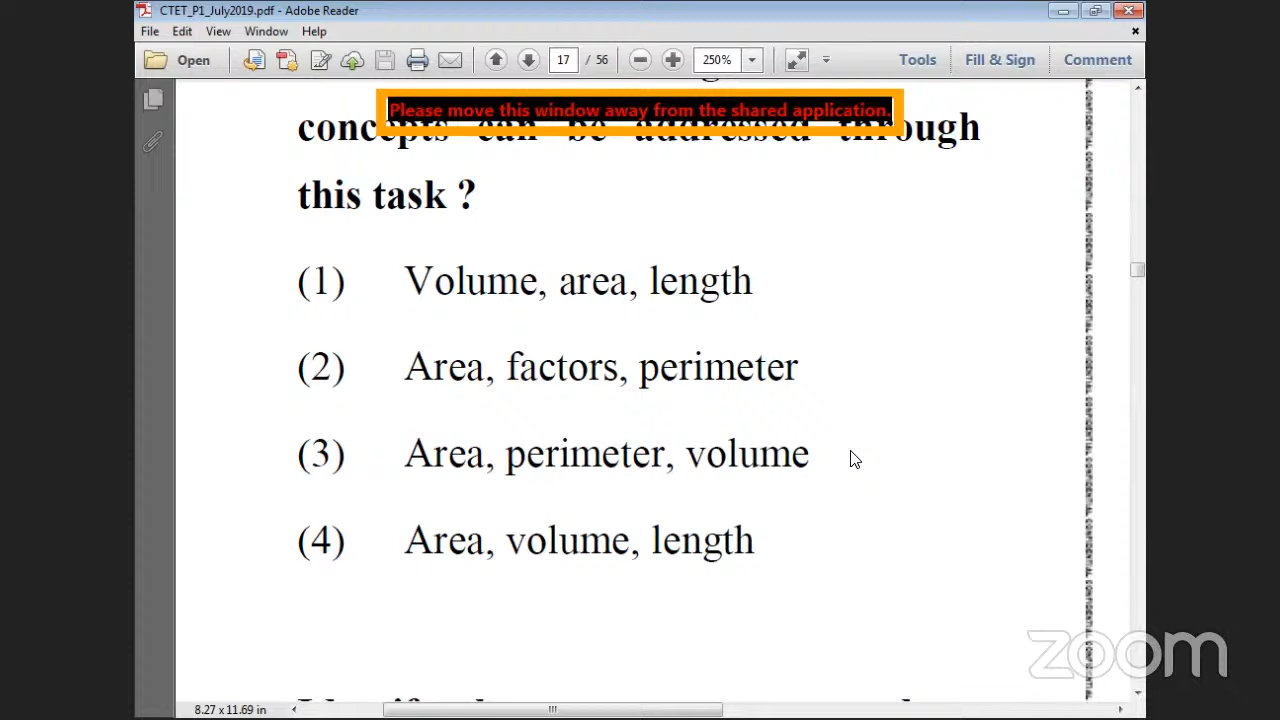 CTET_P1_July2019.pdf - Adobe Reader
File Edit View Window Help
Open 17 / 56 250% Tools Fill & Sign Comment
Please move this window away from the shared application.
concepts can be addressed through
this task ?
(1) Volume, area, length
(2) Area, factors, perimeter
(3) Area, perimeter, volume
(4) Area, volume, length
zoom
8.27 x 11.69 in